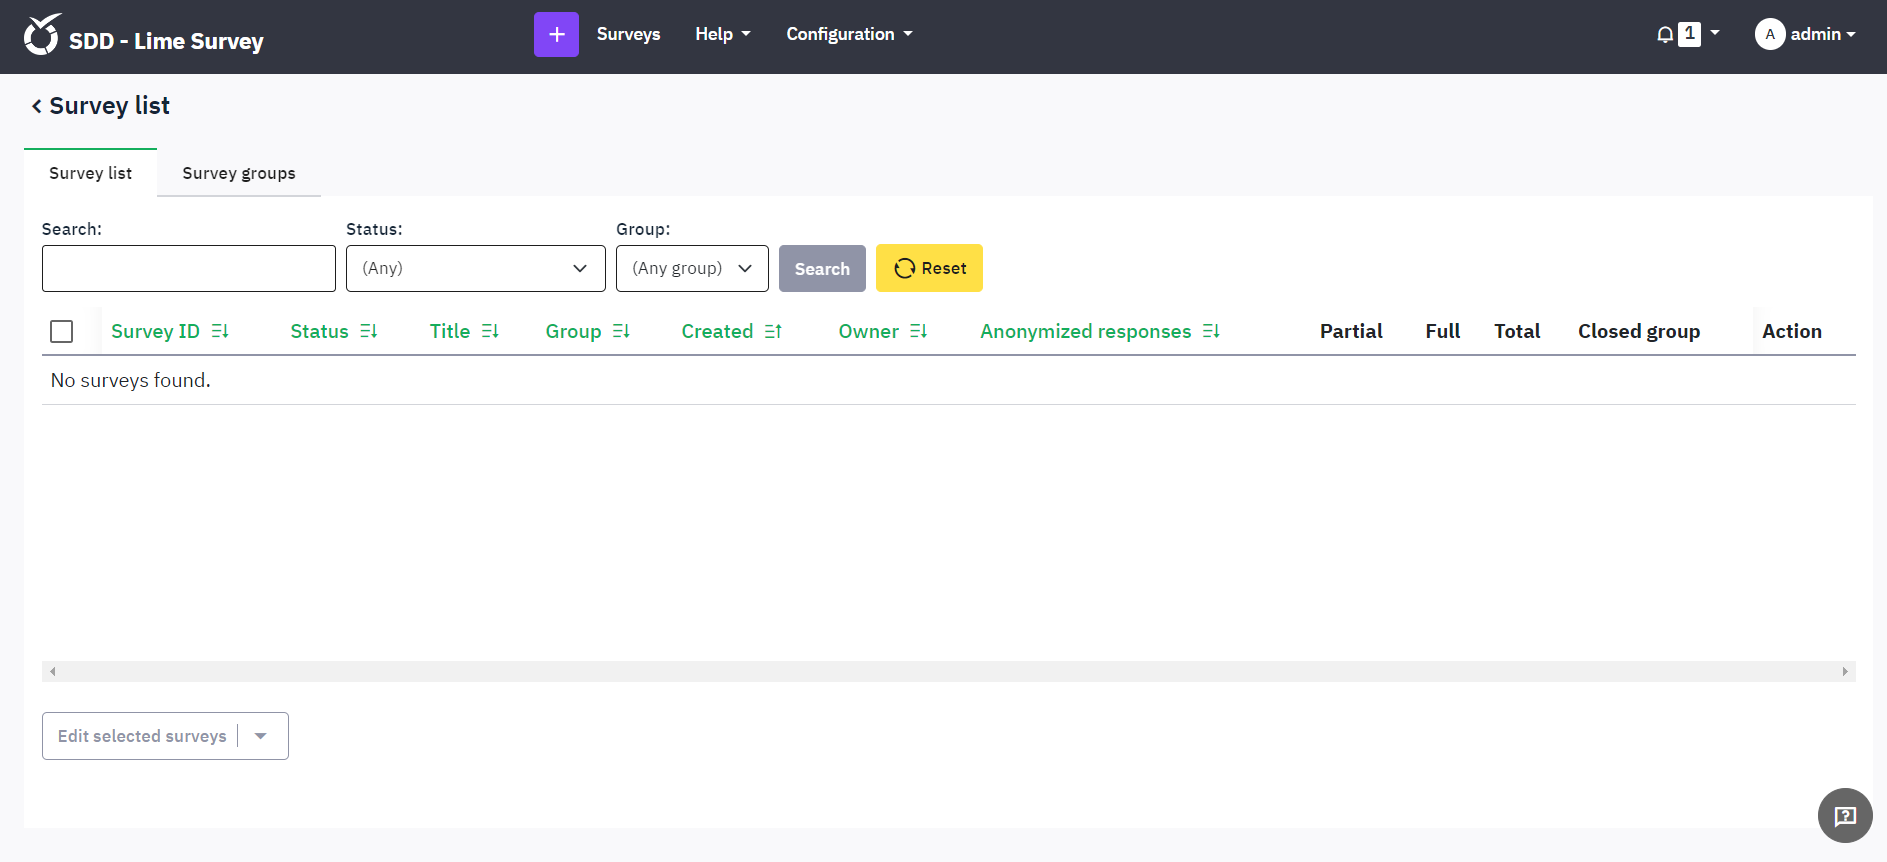 SDD - Lime Survey
+ Surveys Help Configuration 1 A admin
Survey list
Survey list Survey groups
Search: Status: Group:
(Any) (Any group) Search Reset
Survey ID Status Title Group Created Owner Anonymized responses Partial Full Total Closed group Action
No surveys found.
Edit selected surveys
?